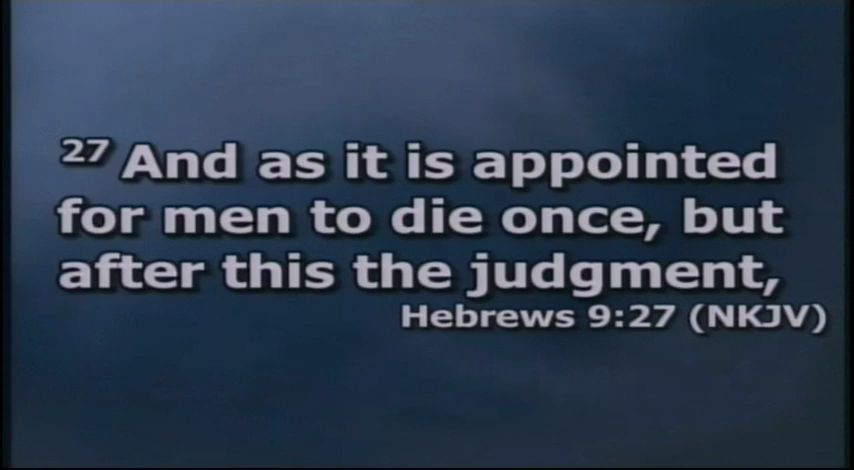 27 And as it is appointed
for men to die once, but
after this the judgment,
Hebrews 9:27 (NKJV)